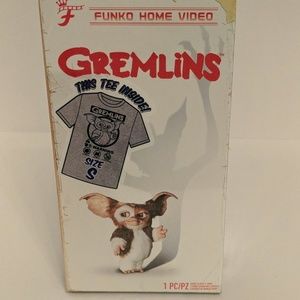 FUNKO HOME VIDEO
GREMLINS
THIS TEE INSIDE!
GREMLINS
SIZE
S
1 PC/PZ